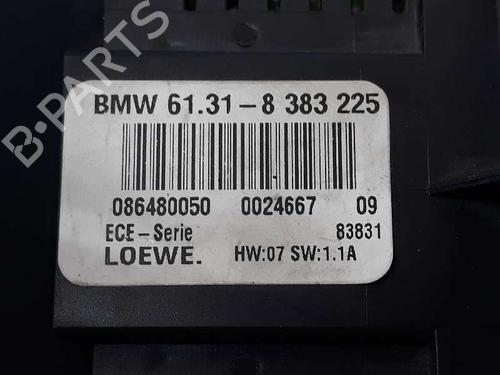 BMW 61.31-8 383 225
086480050 0024667 09
ECE-Serie 83831
LOEWE. HW:07 SW:1.1A
B-PARTS